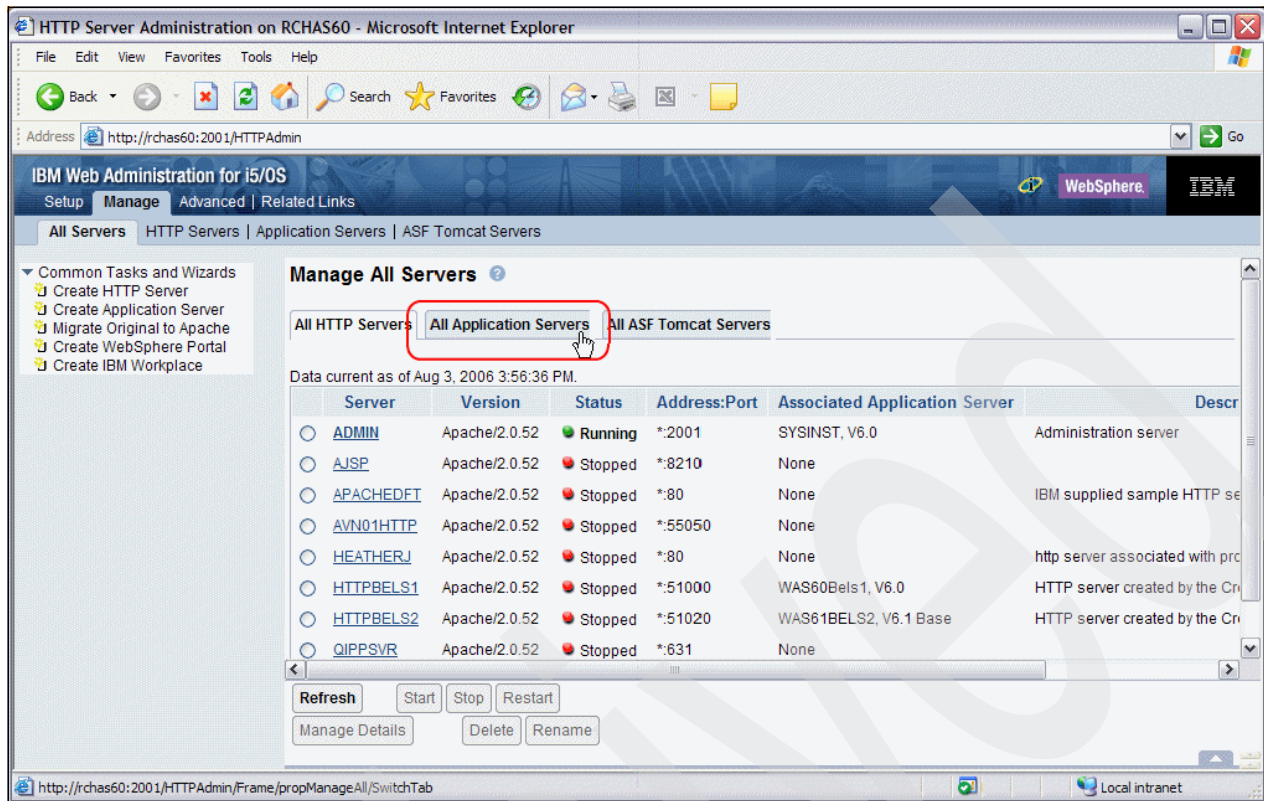 HTTP Server Administration on RCHAS60 - Microsoft Internet Explorer
File Edit View Favorites Tools Help
Back Search Favorites
Address http://rchas60:2001/HTTPAdmin Go
IBM Web Administration for i5/OS
WebSphere. IBM
Setup Manage Advanced | Related Links
All Servers HTTP Servers | Application Servers | ASF Tomcat Servers
Common Tasks and Wizards
Create HTTP Server
Create Application Server
Migrate Original to Apache
Create WebSphere Portal
Create IBM Workplace
Manage All Servers ?
All HTTP Servers All Application Servers All ASF Tomcat Servers
Data current as of Aug 3, 2006 3:56:36 PM.
Server Version Status Address:Port Associated Application Server Descr
ADMIN Apache/2.0.52 Running *:2001 SYSINST, V6.0 Administration server
AJSP Apache/2.0.52 Stopped *:8210 None
APACHEDFT Apache/2.0.52 Stopped *:80 None IBM supplied sample HTTP se
AVN01HTTP Apache/2.0.52 Stopped *:55050 None
HEATHERJ Apache/2.0.52 Stopped *:80 None http server associated with pro
HTTPBELS1 Apache/2.0.52 Stopped *:51000 WAS60Bels1, V6.0 HTTP server created by the Cr
HTTPBELS2 Apache/2.0.52 Stopped *:51020 WAS61BELS2, V6.1 Base HTTP server created by the Cr
QIPPSVR Apache/2.0.52 Stopped *:631 None
Refresh Start Stop Restart
Manage Details Delete Rename
http://rchas60:2001/HTTPAdmin/Frame/propManageAll/SwitchTab Local intranet